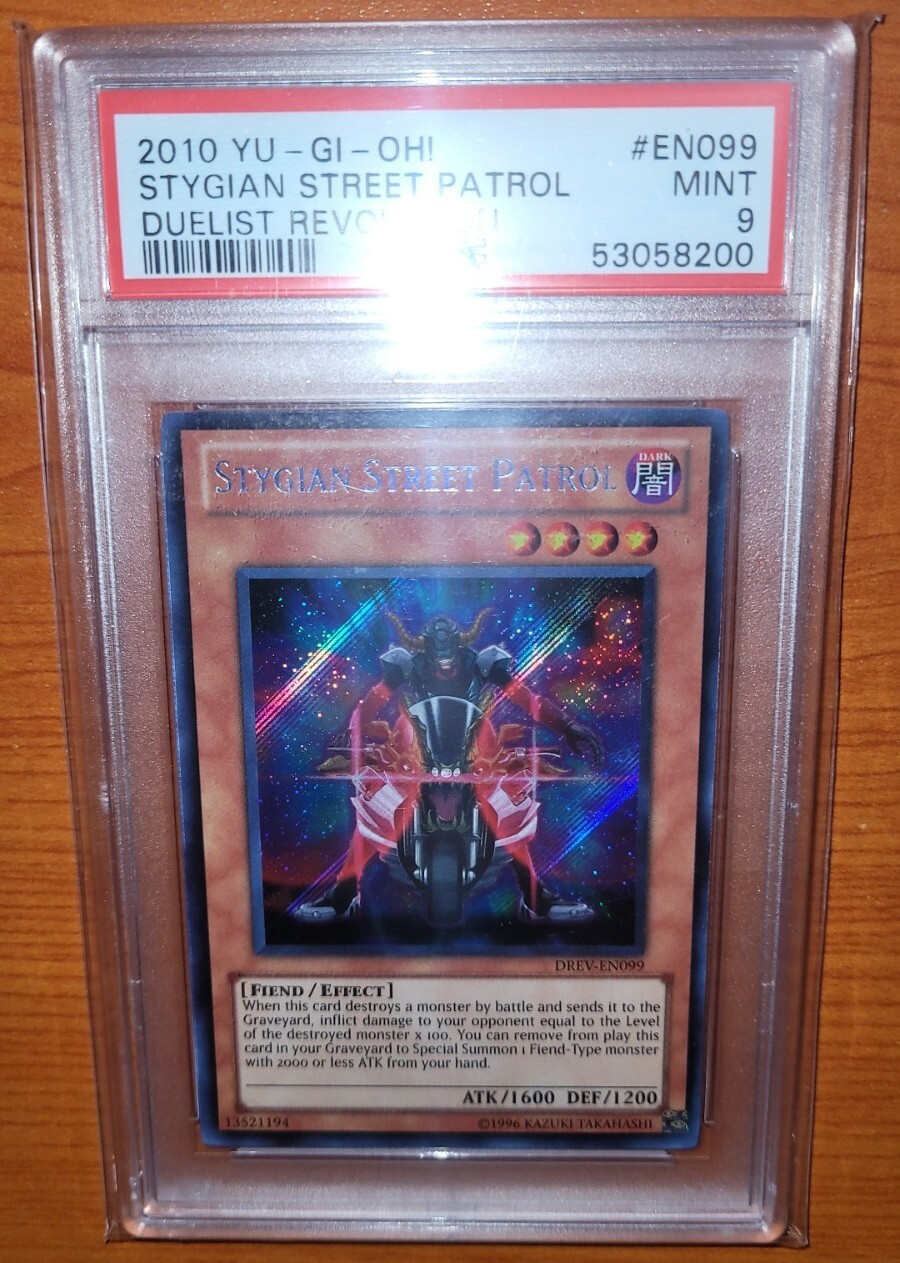 2010 YU-GI-OH! #EN099
STYGIAN STREET PATROL MINT
DUELIST 9
53058200
STYGIAN STREET PATROL
DARK
闇
DREV-EN099
[FIEND/EFFECT]
When this card destroys a monster by battle and sends it to the
Graveyard, inflict damage to your opponent equal to the Level
of the destroyed monster x 100. You can remove from play this
card in your Graveyard to Special Summon 1 Fiend-Type monster
with 2000 or less ATK from your hand.
ATK/1600 DEF/1200
13521194 ©1996 KAZUKI TAKAHASHI